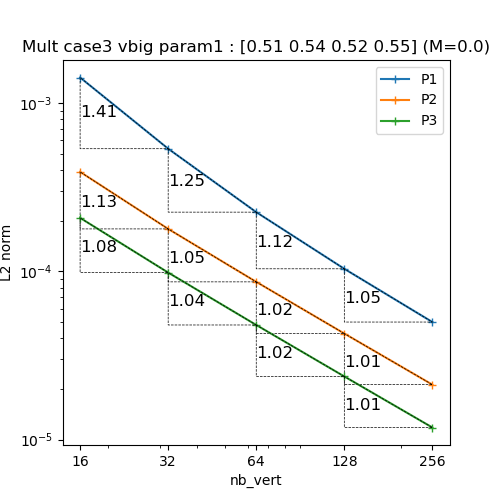 Mult case3 vbig param1 : [0.51 0.54 0.52 0.55] (M=0.0)
P1
P2
P3
10⁻³
1.41
1.25
1.13
1.12
1.08
1.05
1.05
10⁻⁴
L2 norm
1.04
1.02
1.02
1.01
1.01
10⁻⁵
16 32 64 128 256
nb_vert